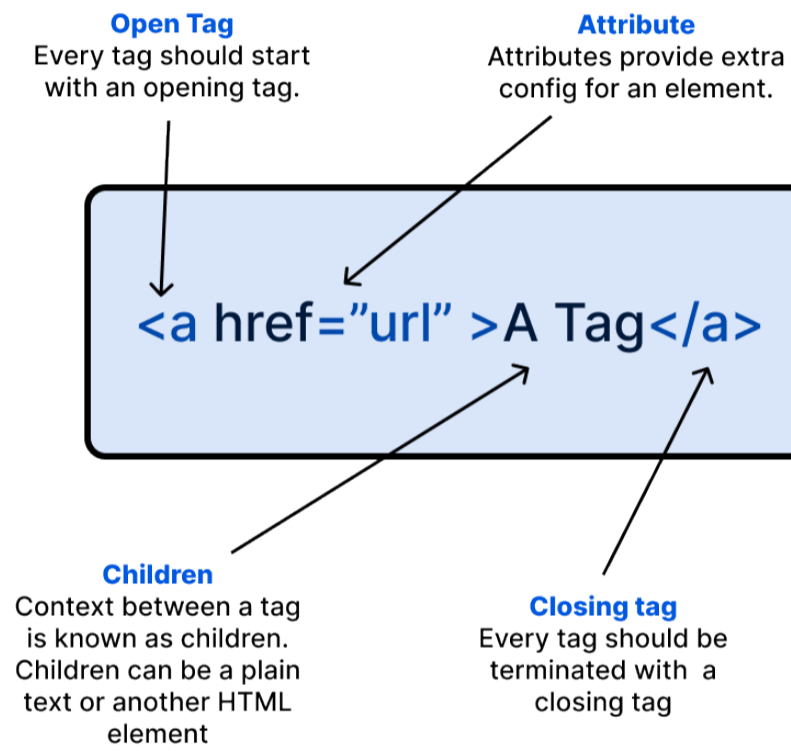 Open Tag
Every tag should start
with an opening tag.
Attribute
Attributes provide extra
config for an element.
<a href=”url” >A Tag</a>
Children
Context between a tag
is known as children.
Children can be a plain
text or another HTML
element
Closing tag
Every tag should be
terminated with a
closing tag